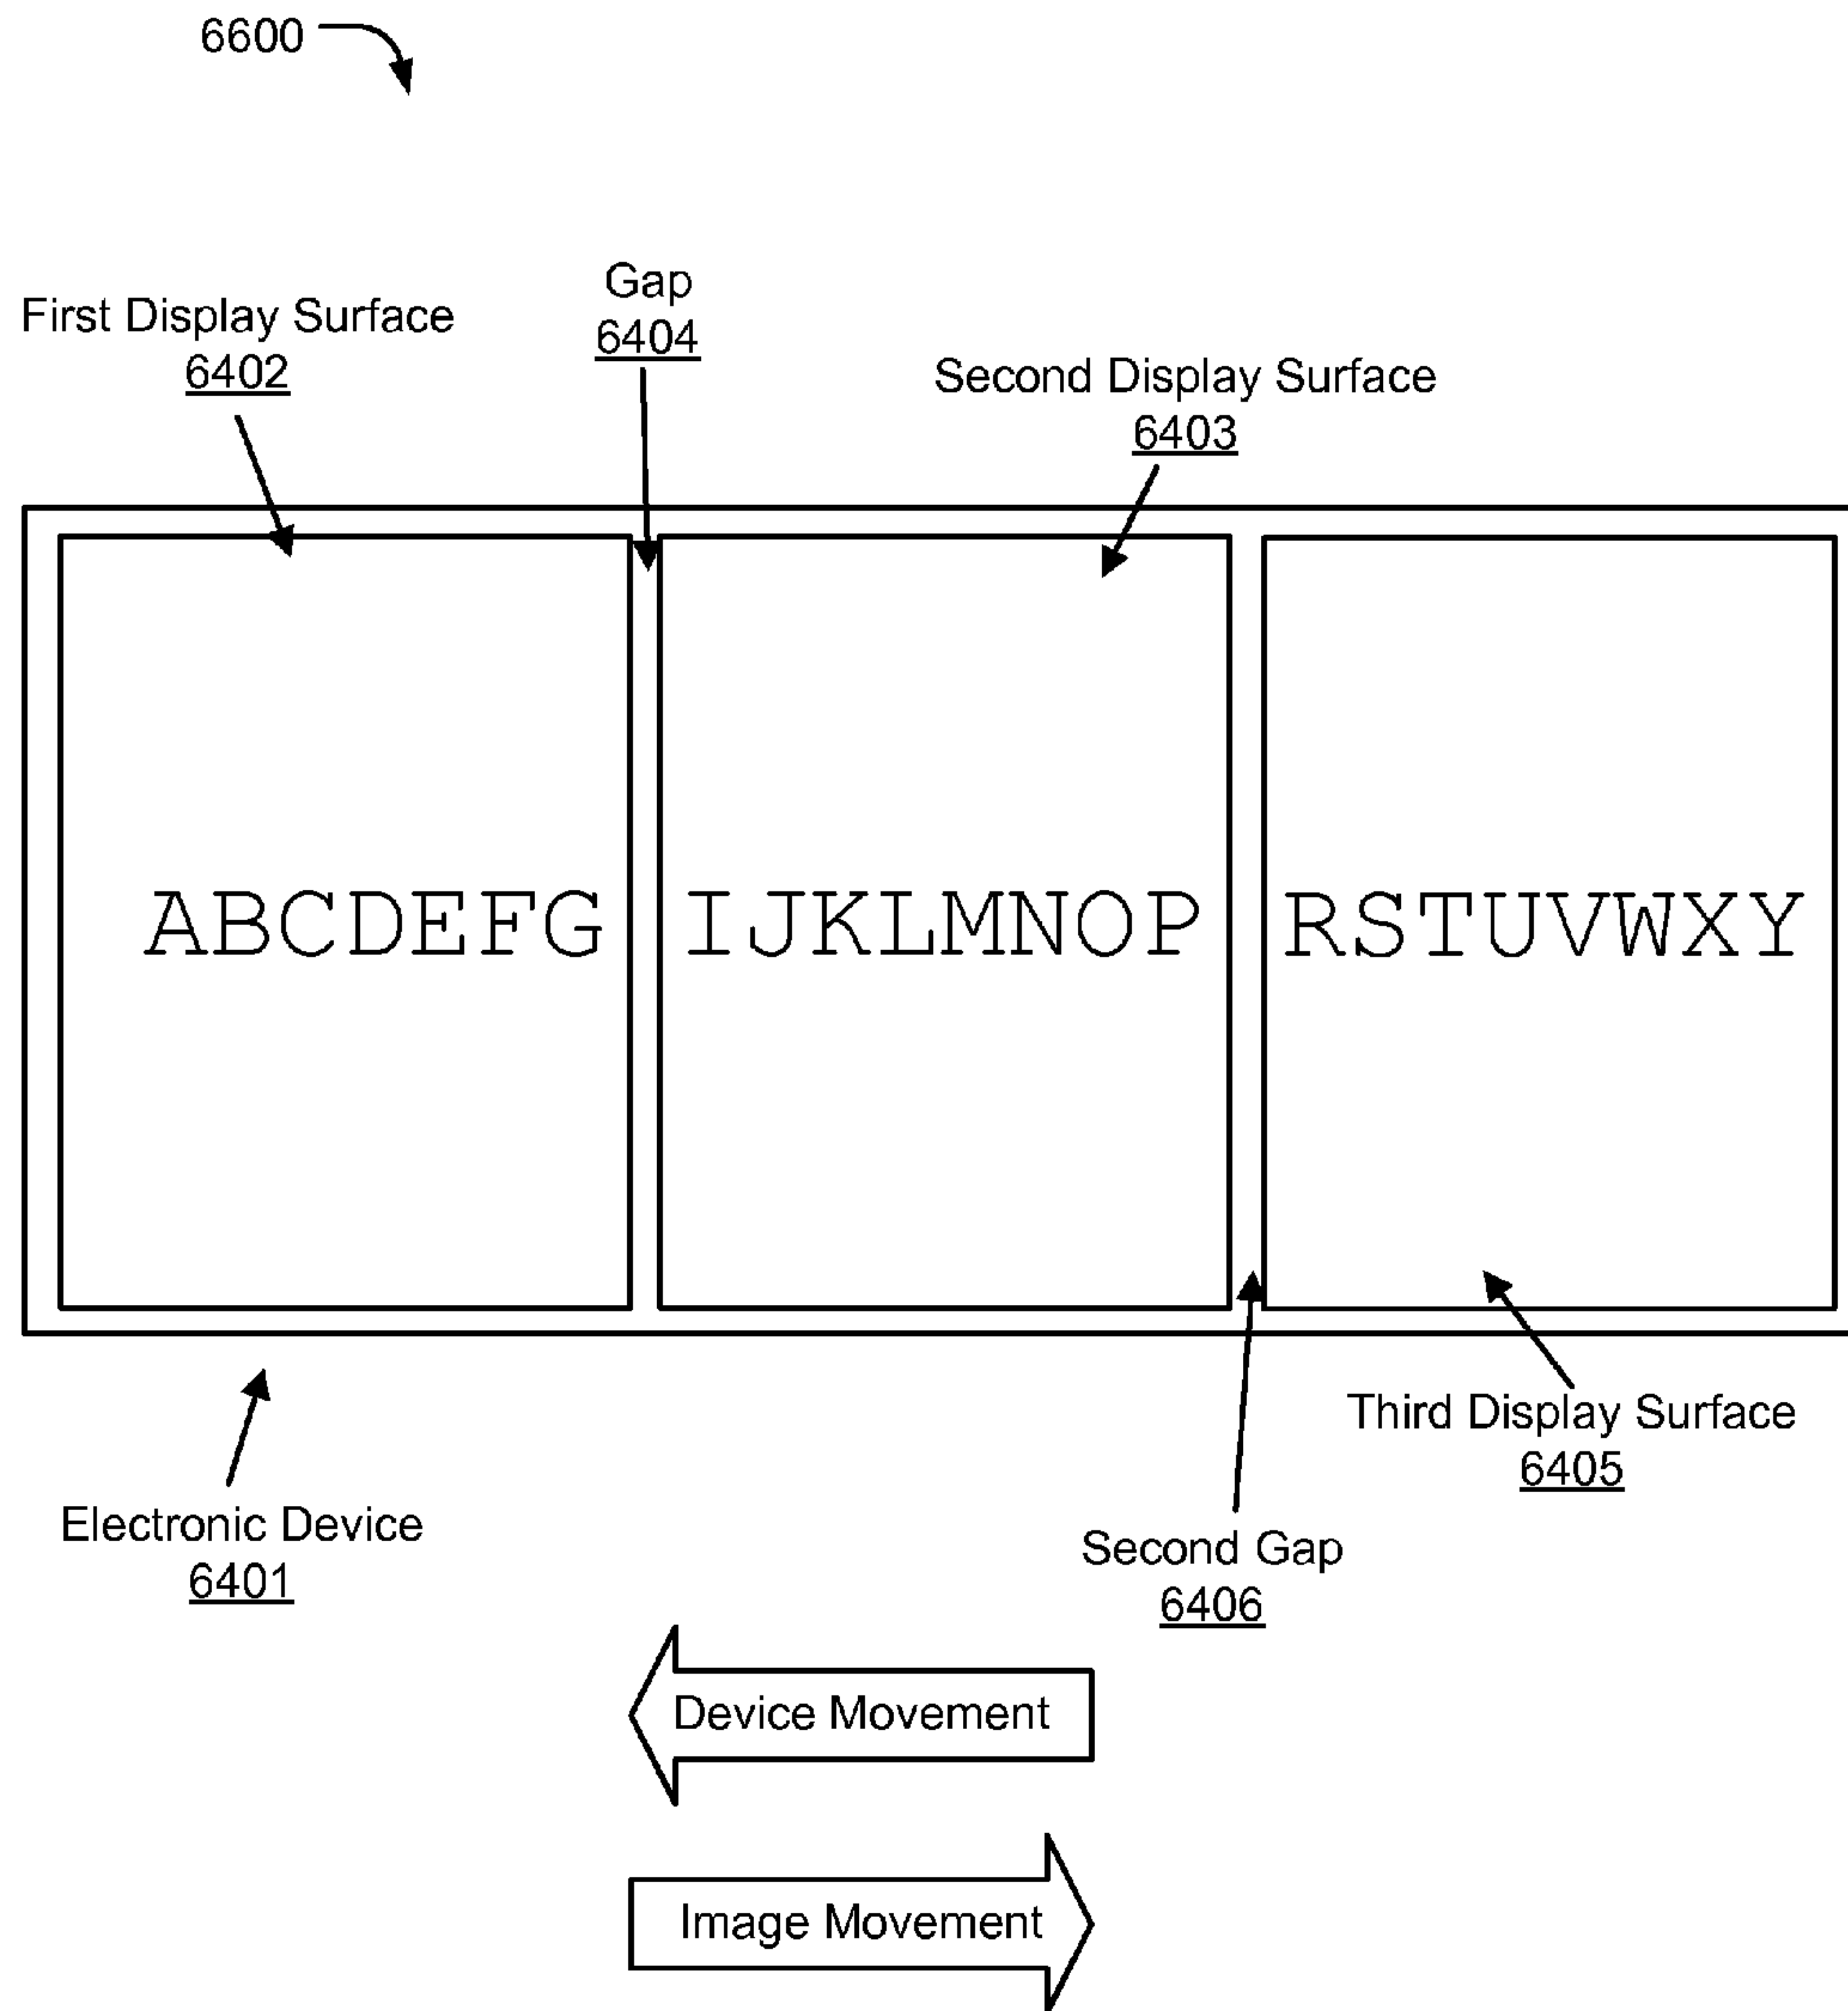 6600
First Display Surface
6402
Gap
6404
Second Display Surface
6403
ABCDEFG
IJKLMNOP
RSTUVWXY
Electronic Device
6401
Second Gap
6406
Third Display Surface
6405
Device Movement
Image Movement